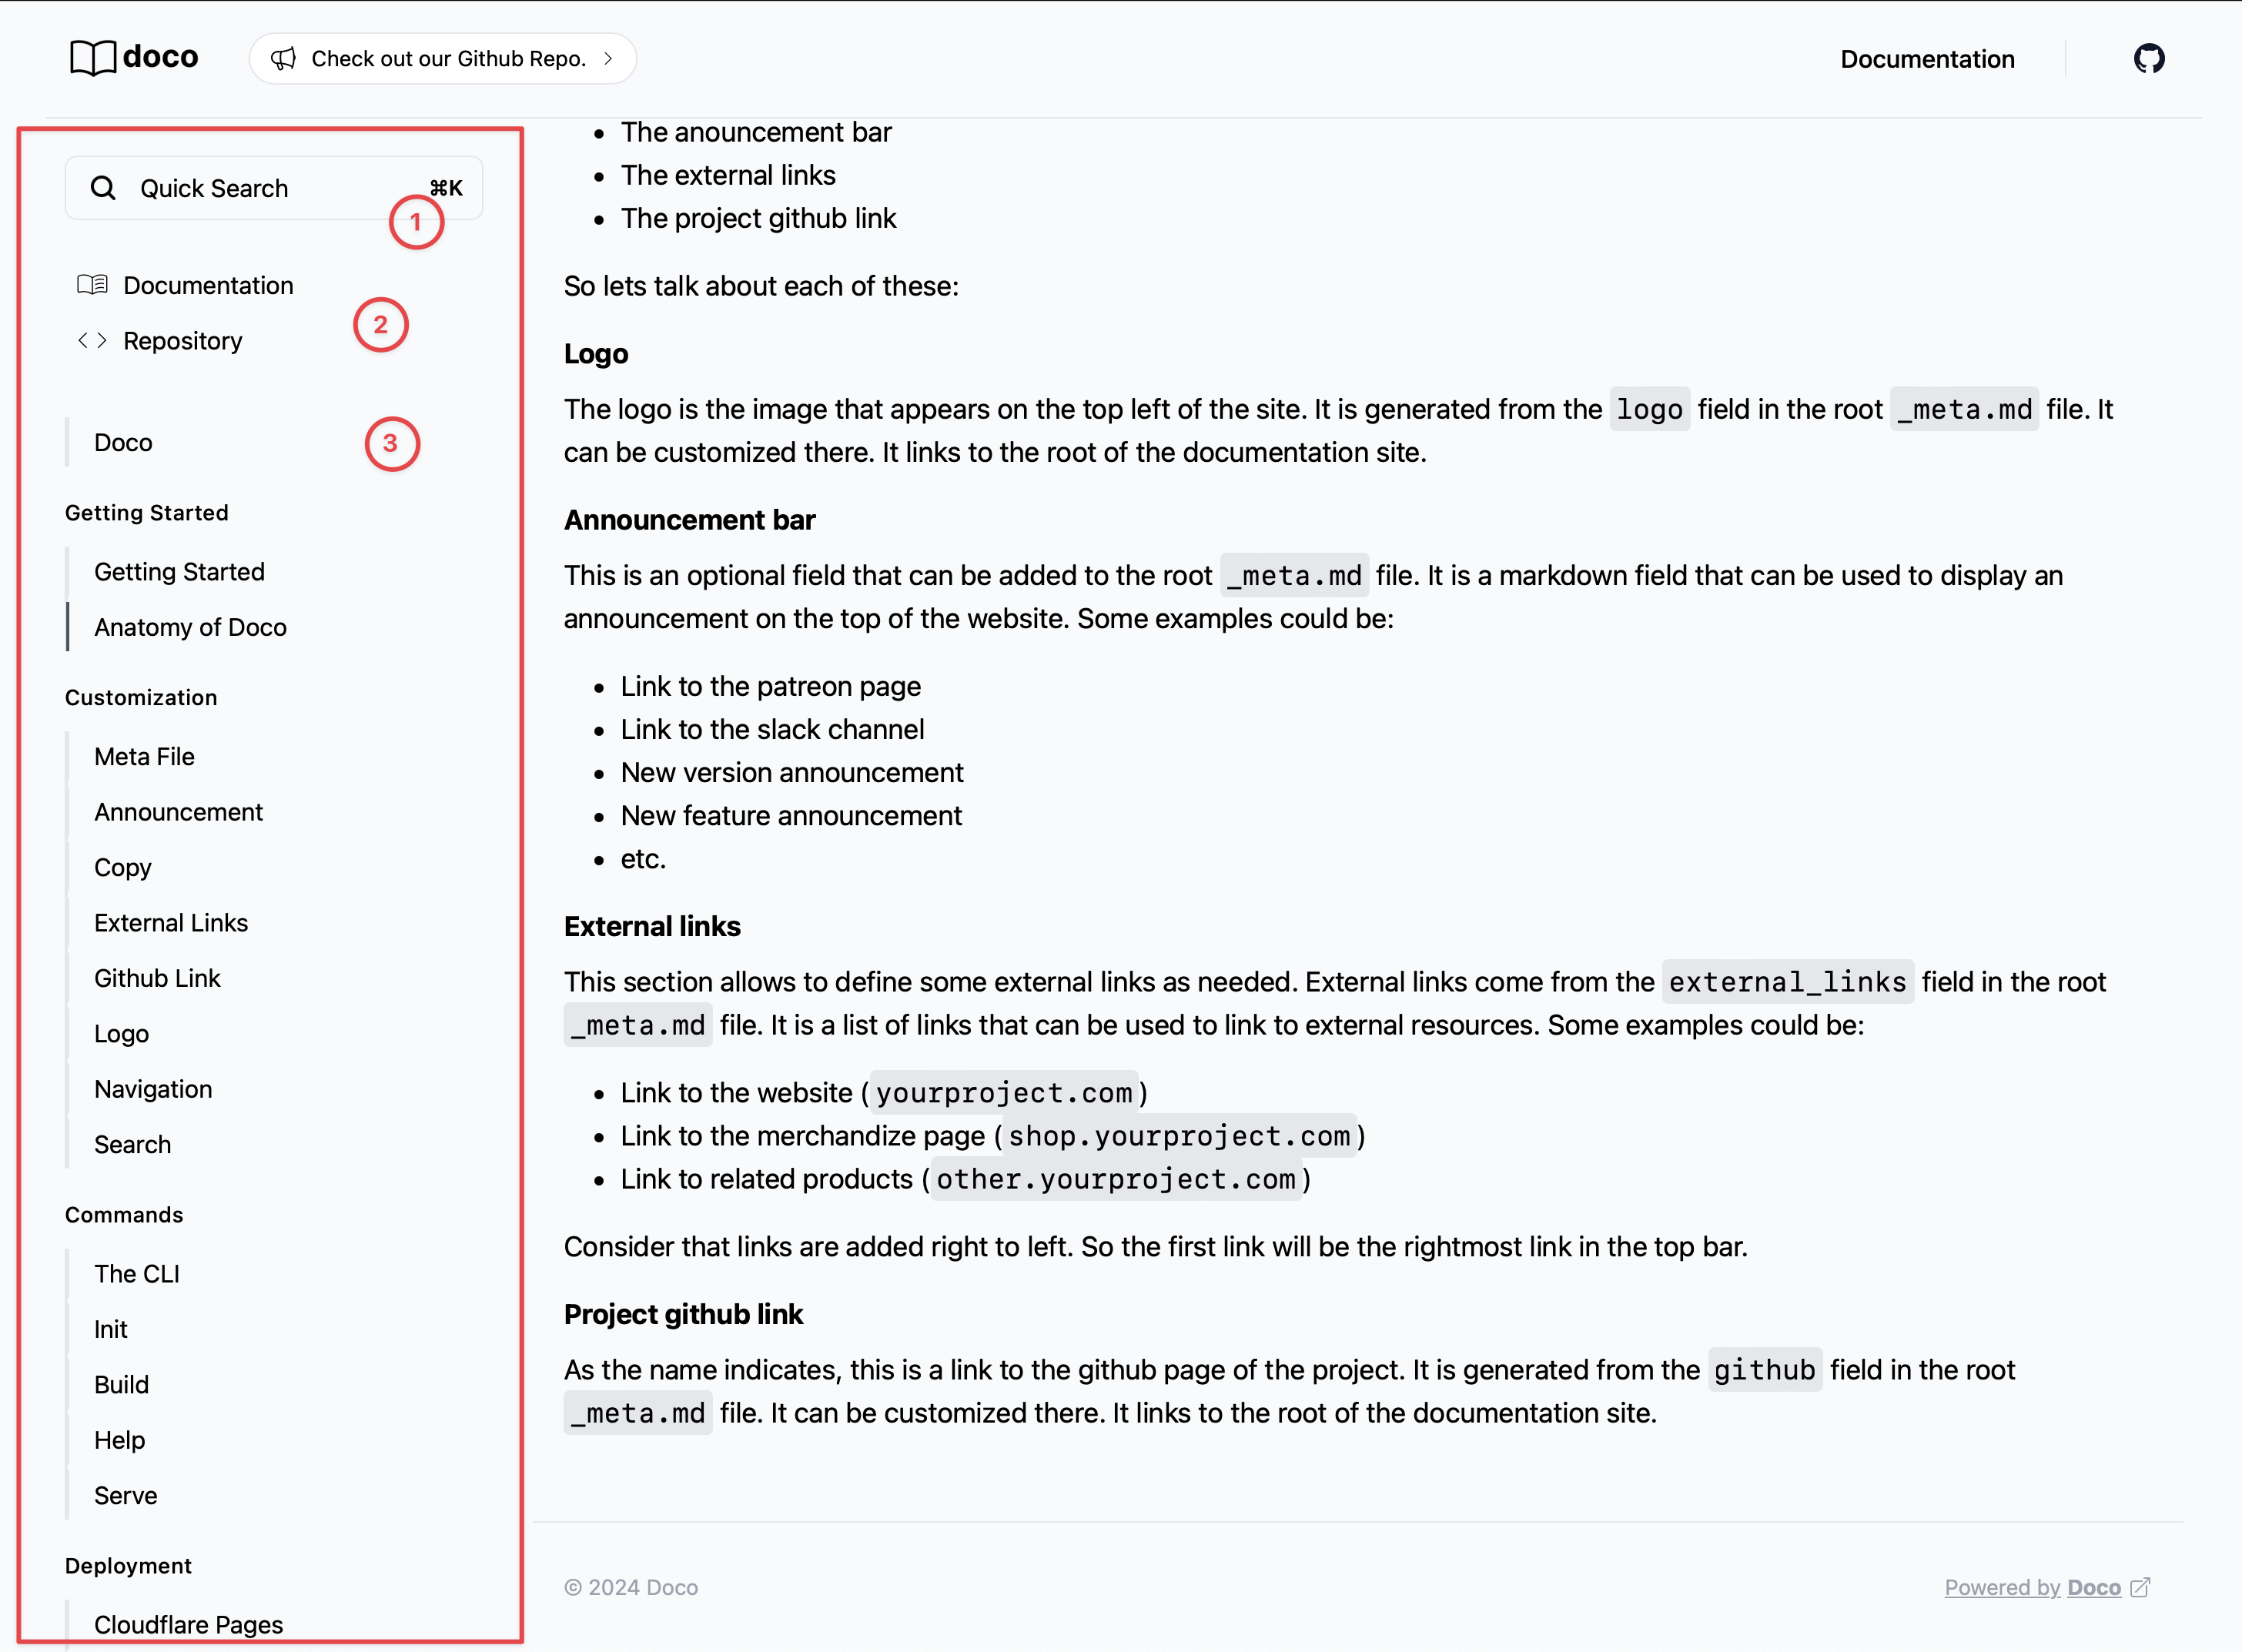 doco
Check out our Github Repo.
Documentation
Quick Search ⌘K
1
Documentation
2
Repository
Doco
3
Getting Started
Getting Started
Anatomy of Doco
Customization
Meta File
Announcement
Copy
External Links
Github Link
Logo
Navigation
Search
Commands
The CLI
Init
Build
Help
Serve
Deployment
Cloudflare Pages
• The anouncement bar
• The external links
• The project github link
So lets talk about each of these:
Logo
The logo is the image that appears on the top left of the site. It is generated from the logo field in the root _meta.md file. It
can be customized there. It links to the root of the documentation site.
Announcement bar
This is an optional field that can be added to the root _meta.md file. It is a markdown field that can be used to display an
announcement on the top of the website. Some examples could be:
• Link to the patreon page
• Link to the slack channel
• New version announcement
• New feature announcement
• etc.
External links
This section allows to define some external links as needed. External links come from the external_links field in the root
_meta.md file. It is a list of links that can be used to link to external resources. Some examples could be:
• Link to the website (yourproject.com)
• Link to the merchandize page (shop.yourproject.com)
• Link to related products (other.yourproject.com)
Consider that links are added right to left. So the first link will be the rightmost link in the top bar.
Project github link
As the name indicates, this is a link to the github page of the project. It is generated from the github field in the root
_meta.md file. It can be customized there. It links to the root of the documentation site.
© 2024 Doco
Powered by Doco